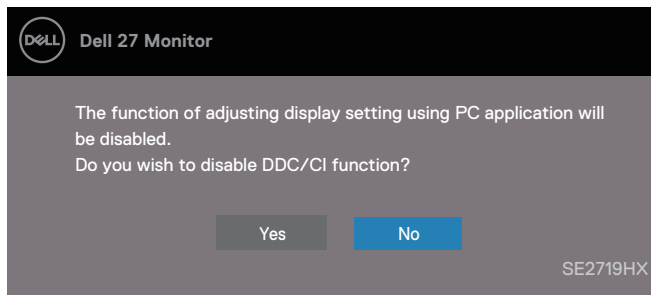 DELL Dell 27 Monitor
The function of adjusting display setting using PC application will
be disabled.
Do you wish to disable DDC/CI function?
Yes No
SE2719HX